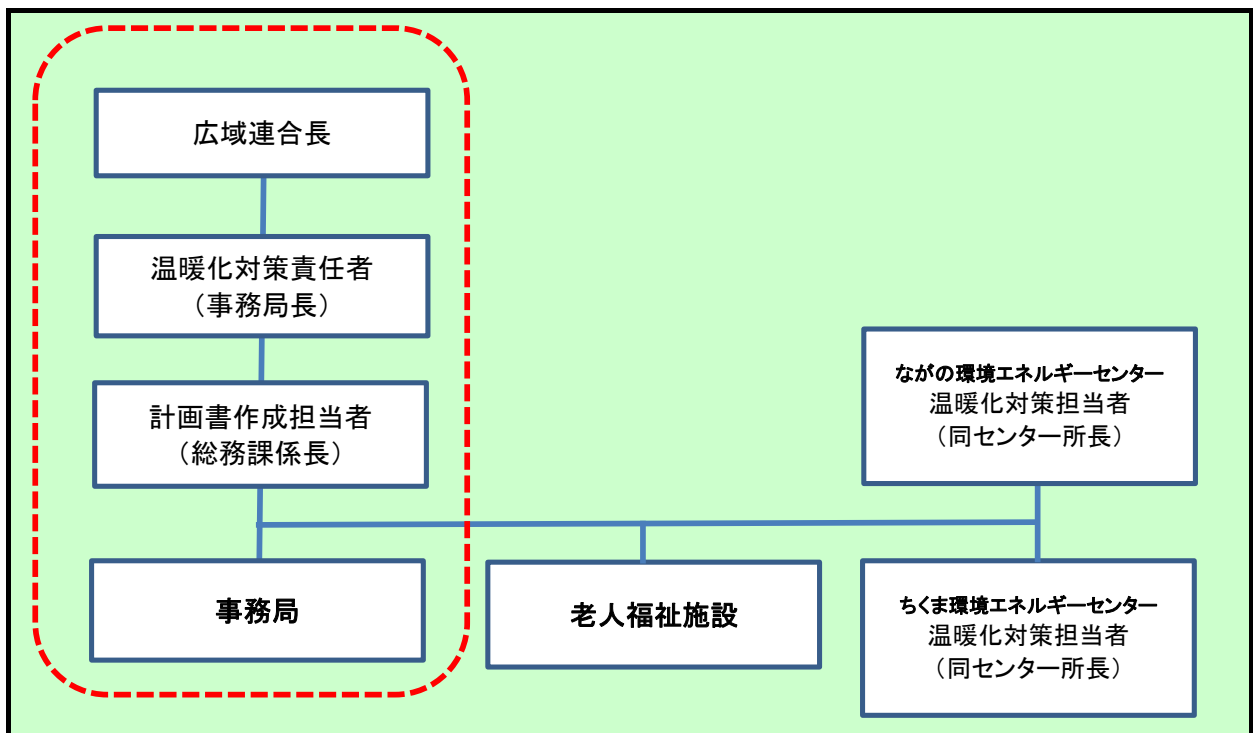 広域連合長
温暖化対策責任者
（事務局長）
計画書作成担当者
（総務課係長）
ながの環境エネルギーセンター
温暖化対策担当者
（同センター所長）
事務局
老人福祉施設
ちくま環境エネルギーセンター
温暖化対策担当者
（同センター所長）